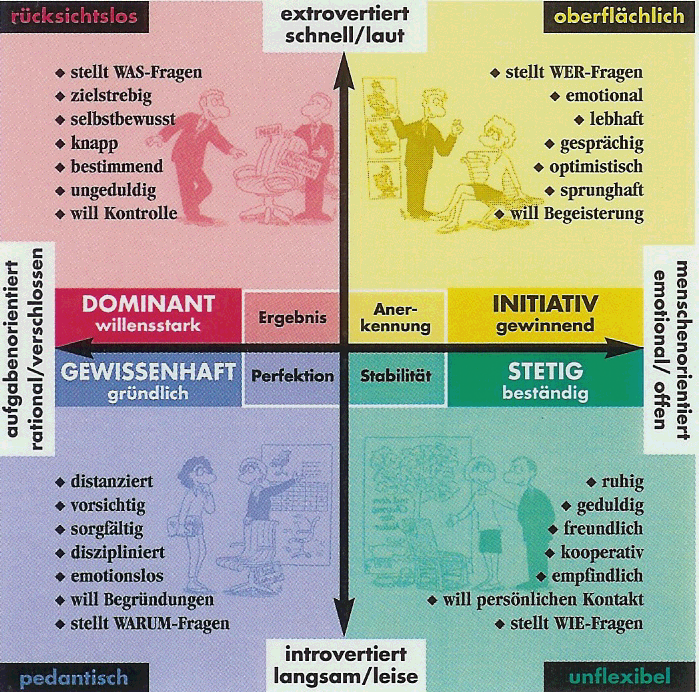 rücksichtslos
extrovertiert
schnell/laut
oberflächlich
◆ stellt WAS-Fragen
◆ zielstrebig
◆ selbstbewusst
◆ knapp
◆ bestimmend
◆ ungeduldig
◆ will Kontrolle
◆ stellt WER-Fragen
◆ emotional
◆ lebhaft
◆ gesprächig
◆ optimistisch
◆ sprunghaft
◆ will Begeisterung
aufgabenorientiert
rational/verschlossen
menschenorientiert
emotional/ offen
DOMINANT
willensstark
Ergebnis
Aner-
kennung
INITIATIV
gewinnend
GEWISSENHAFT
gründlich
Perfektion
Stabilität
STETIG
beständig
◆ distanziert
◆ vorsichtig
◆ sorgfältig
◆ diszipliniert
◆ emotionslos
◆ will Begründungen
◆ stellt WARUM-Fragen
◆ ruhig
◆ geduldig
◆ freundlich
◆ kooperativ
◆ empfindlich
◆ will persönlichen Kontakt
◆ stellt WIE-Fragen
pedantisch
introvertiert
langsam/leise
unflexibel